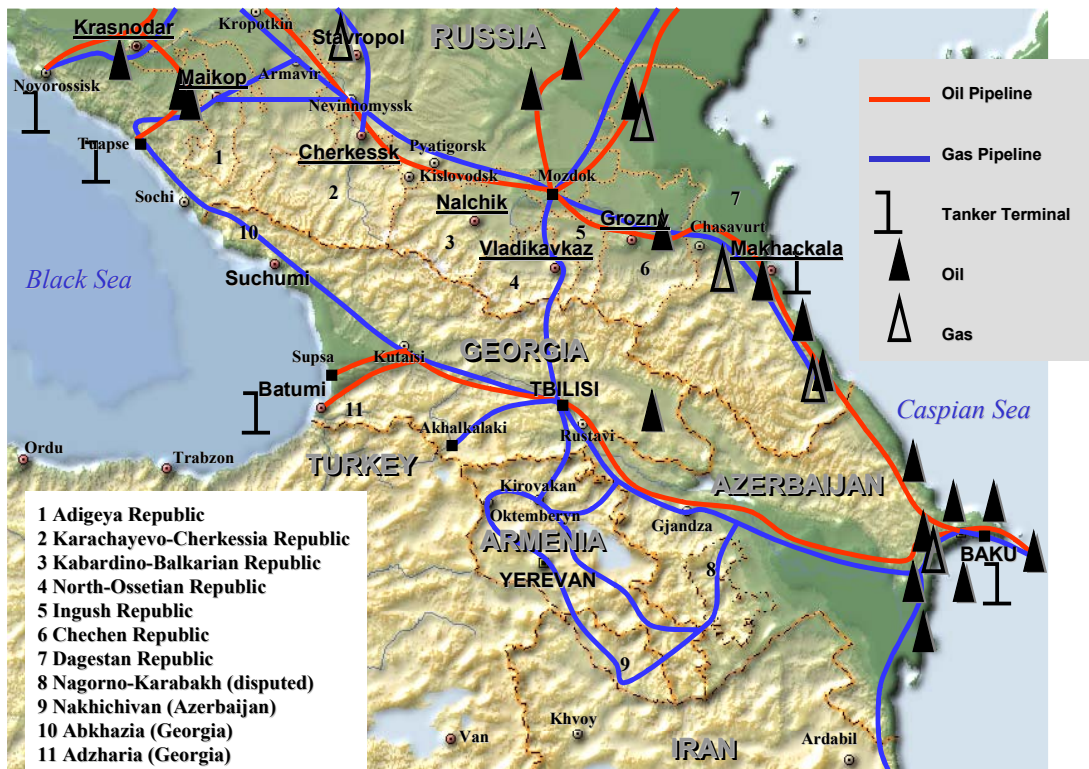 Krasnodar
Kropotkin
Stavropol
RUSSIA
Novorossisk
Maikop
Armavir
Nevinnomyssk
Tuapse
Cherkessk
Pyatigorsk
Kislovodsk
Mozdok
1
2
3
4
5
6
7
Sochi
Nalchik
Grozny
Chasavurt
10
Vladikavkaz
Makhackala
Black Sea
Suchumi
Supsa
Kutaisi
GEORGIA
Batumi
11
TBILISI
Caspian Sea
Akhalkalaki
Rustavi
Ordu
Trabzon
TURKEY
AZERBAIJAN
Kirovakan
Oktemberyn
Gjandza
ARMENIA
BAKU
YEREVAN
8
9
Khvoy
Van
IRAN
Ardabil
Oil Pipeline
Gas Pipeline
Tanker Terminal
Oil
Gas
1 Adigeya Republic
2 Karachayevo-Cherkessia Republic
3 Kabardino-Balkarian Republic
4 North-Ossetian Republic
5 Ingush Republic
6 Chechen Republic
7 Dagestan Republic
8 Nagorno-Karabakh (disputed)
9 Nakhichivan (Azerbaijan)
10 Abkhazia (Georgia)
11 Adzharia (Georgia)